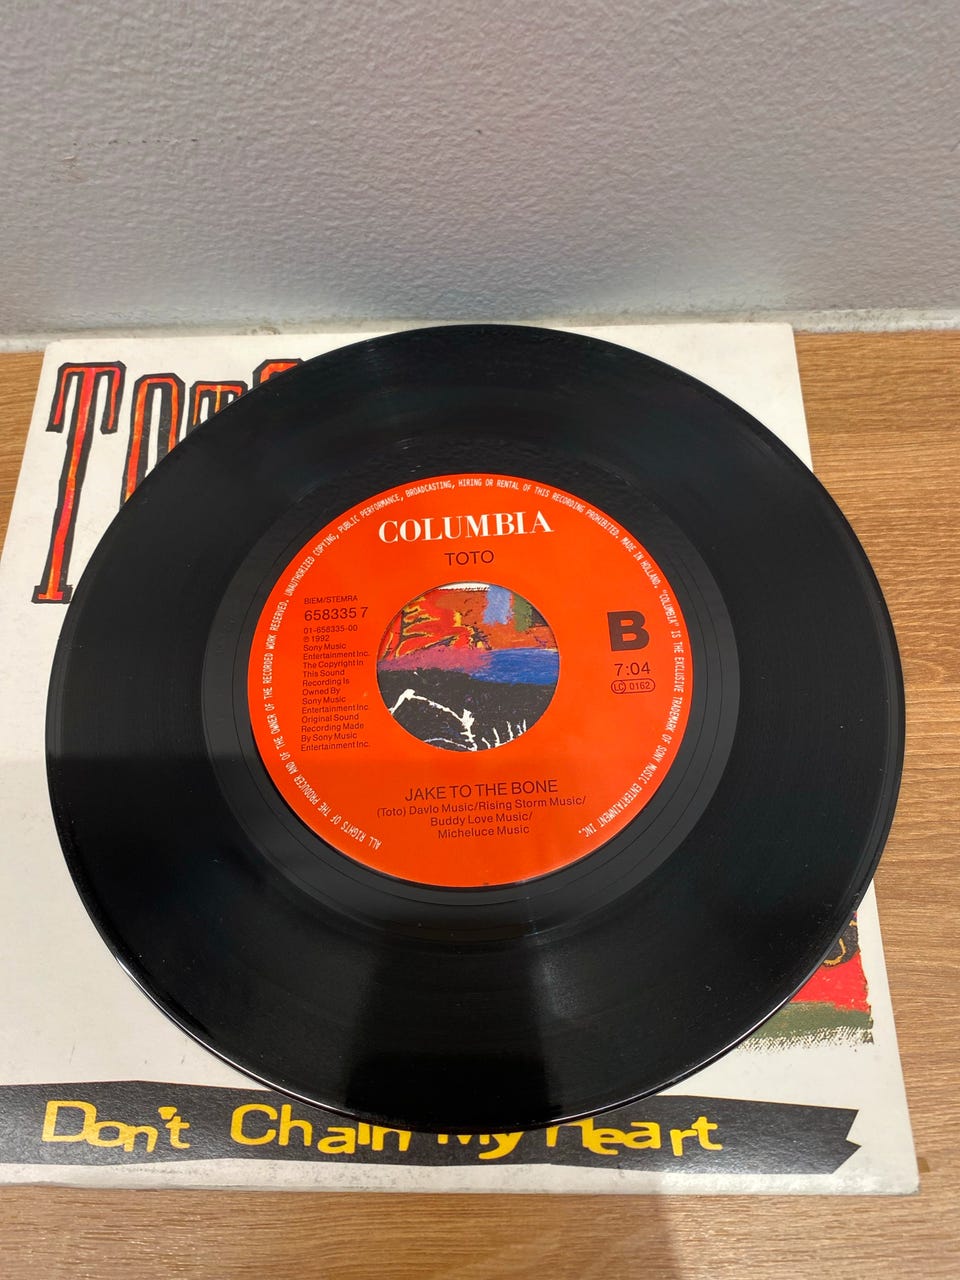 TOTO
COLUMBIA
TOTO
BIEM/STEMRA
658335 7
01-658335-00
℗ 1992
Sony Music
Entertainment Inc.
The Copyright In
This Sound
Recording Is
Owned By
Sony Music
Entertainment Inc.
Original Sound
Recording Made
By Sony Music
Entertainment Inc.
B
7:04
LC 0162
JAKE TO THE BONE
(Toto) Davlo Music/Rising Storm Music/
Buddy Love Music/
Micheluce Music
ALL RIGHTS OF THE PRODUCER AND OF THE OWNER OF THE RECORDED WORK RESERVED. UNAUTHORIZED COPYING, PUBLIC PERFORMANCE, BROADCASTING, HIRING OR RENTAL OF THIS RECORDING PROHIBITED. MADE IN HOLLAND. "COLUMBIA" IS THE EXCLUSIVE TRADEMARK OF SONY MUSIC ENTERTAINMENT INC.
Don't Chain My Heart